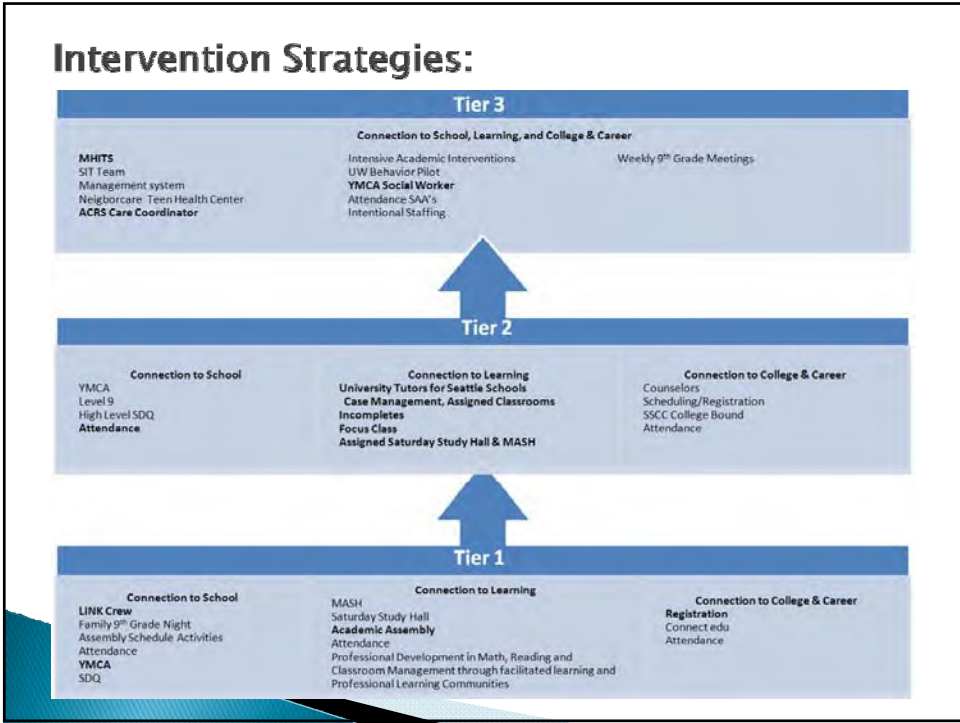 Intervention Strategies:
Tier 3
Connection to School, Learning, and College & Career
MHITS
SIT Team
Management system
Neigborcare Teen Health Center
ACRS Care Coordinator
Intensive Academic Interventions
UW Behavior Pilot
YMCA Social Worker
Attendance SAA's
Intentional Staffing
Weekly 9th Grade Meetings
Tier 2
Connection to School
YMCA
Level 9
High Level SDQ
Attendance
Connection to Learning
University Tutors for Seattle Schools
Case Management, Assigned Classrooms
Incompletes
Focus Class
Assigned Saturday Study Hall & MASH
Connection to College & Career
Counselors
Scheduling/Registration
SSCC College Bound
Attendance
Tier 1
Connection to School
LINK Crew
Family 9th Grade Night
Assembly Schedule Activities
Attendance
YMCA
SDQ
Connection to Learning
MASH
Saturday Study Hall
Academic Assembly
Attendance
Professional Development in Math, Reading and
Classroom Management through facilitated learning and
Professional Learning Communities
Connection to College & Career
Registration
Connect edu
Attendance